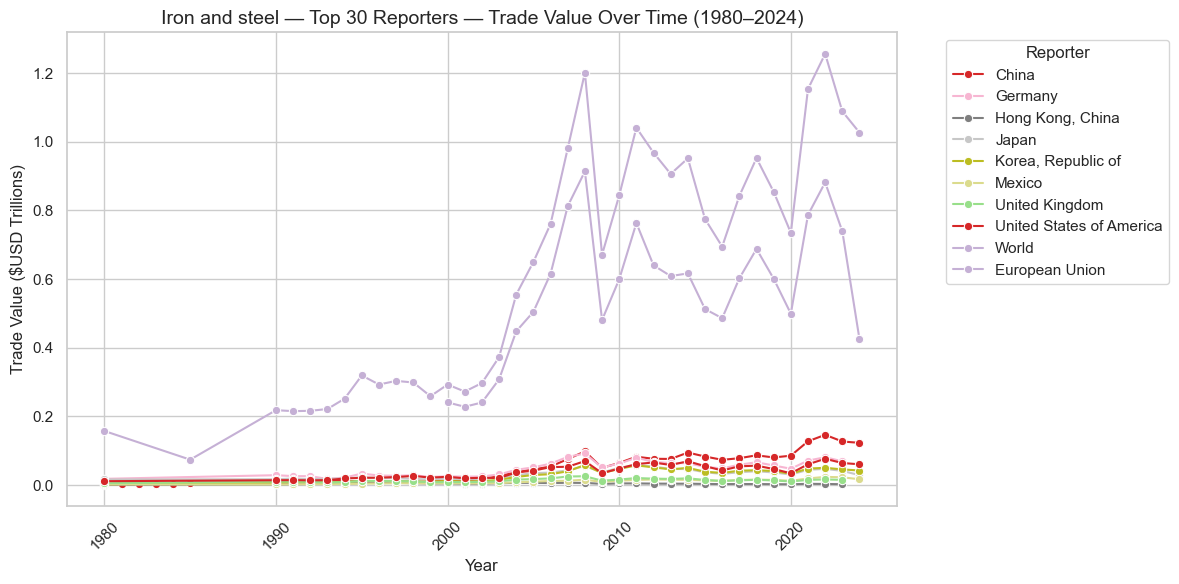 Iron and steel — Top 30 Reporters — Trade Value Over Time (1980–2024)
Trade Value ($USD Trillions)
1.2
1.0
0.8
0.6
0.4
0.2
0.0
1980
1990
2000
2010
2020
Year
Reporter
China
Germany
Hong Kong, China
Japan
Korea, Republic of
Mexico
United Kingdom
United States of America
World
European Union